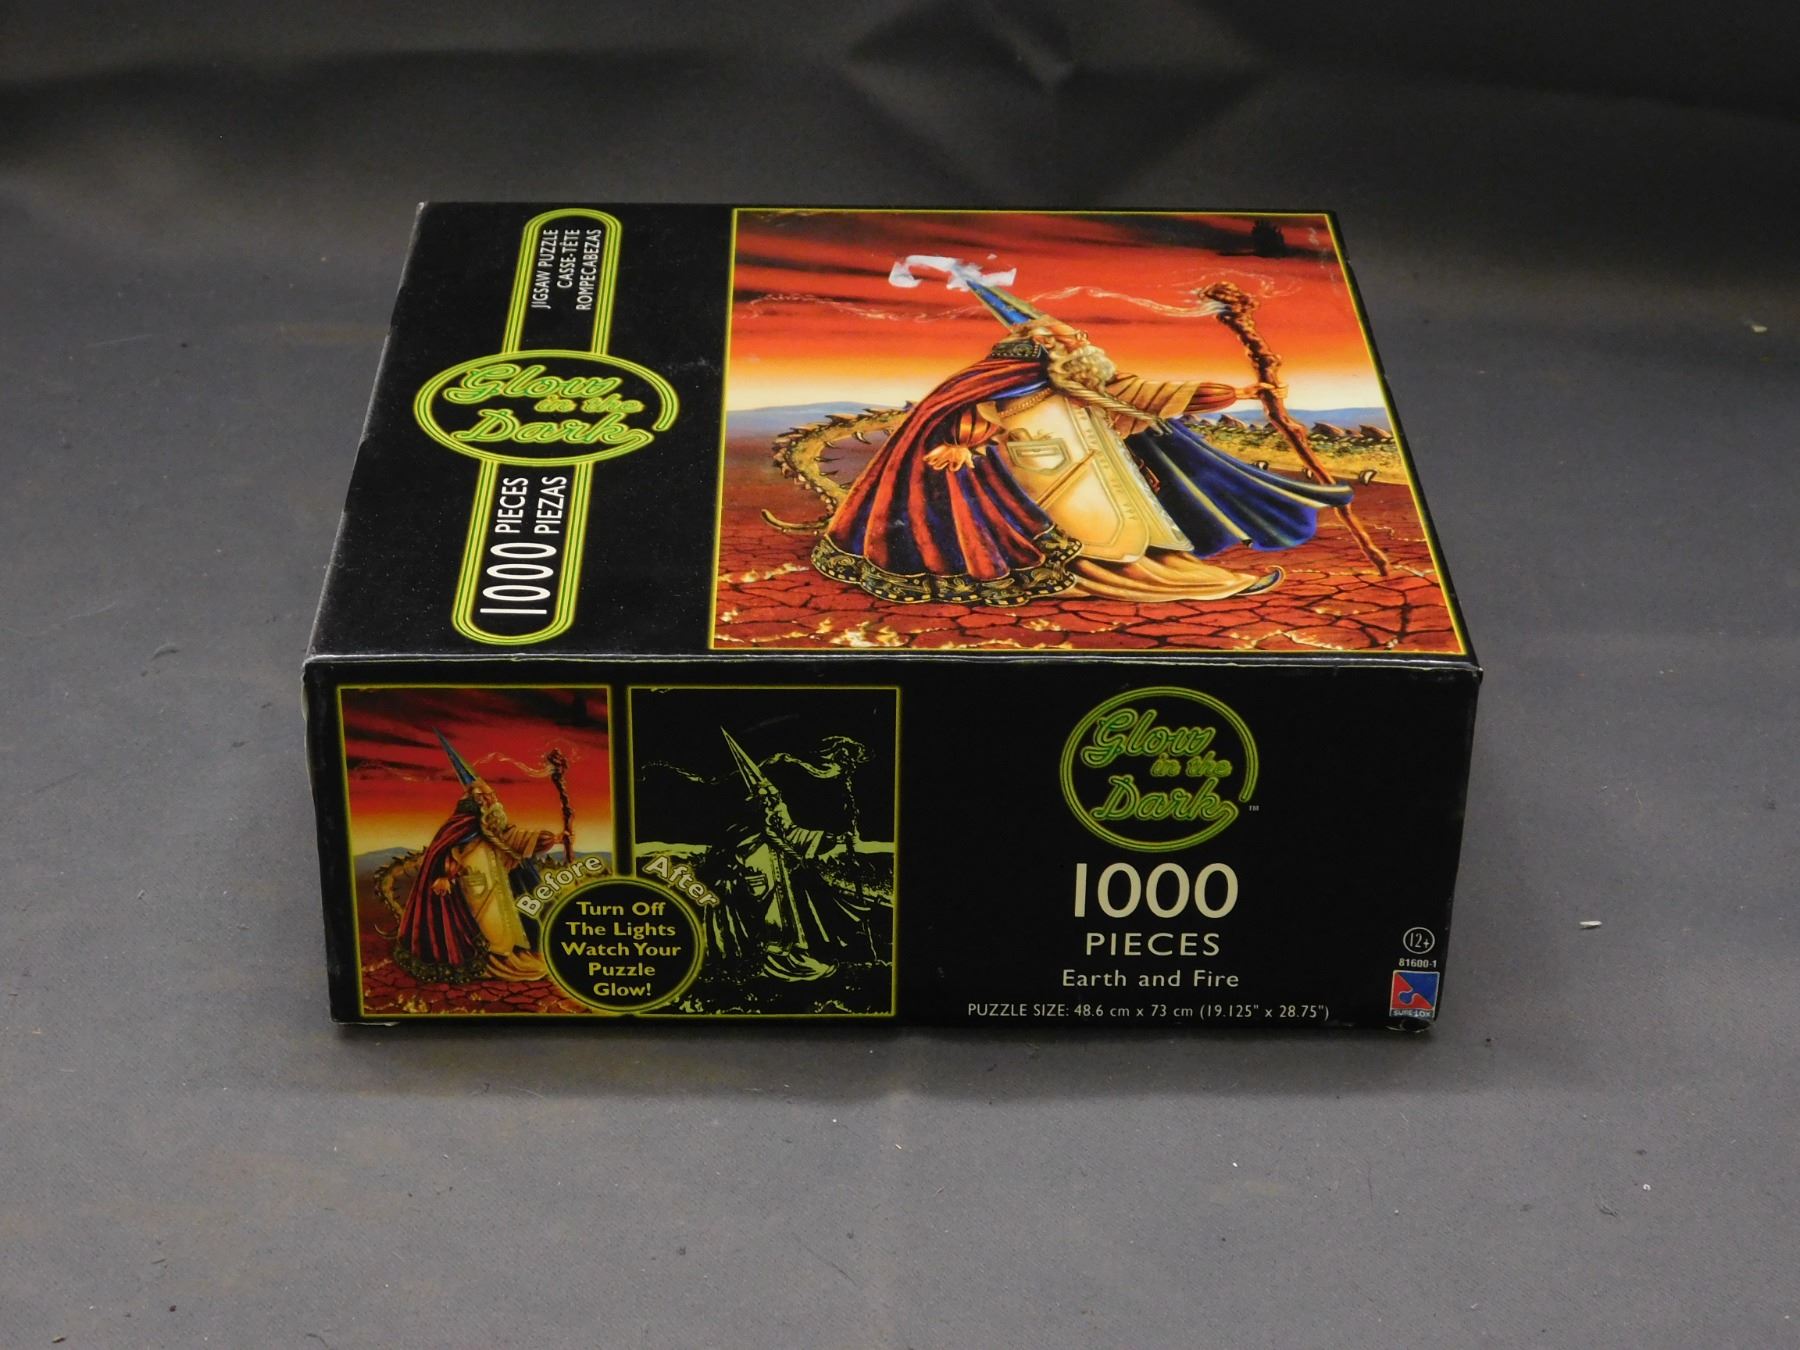 JIGSAW PUZZLE
CASSE-TÊTE
ROMPECABEZAS
Glow
in the
Dark
1000 PIECES
PIEZAS
Before
After
Turn Off
The Lights
Watch Your
Puzzle
Glow!
Glow
in the
Dark TM
1000
PIECES
Earth and Fire
PUZZLE SIZE: 48.6 cm x 73 cm (19.125" x 28.75")
12+
81600-1